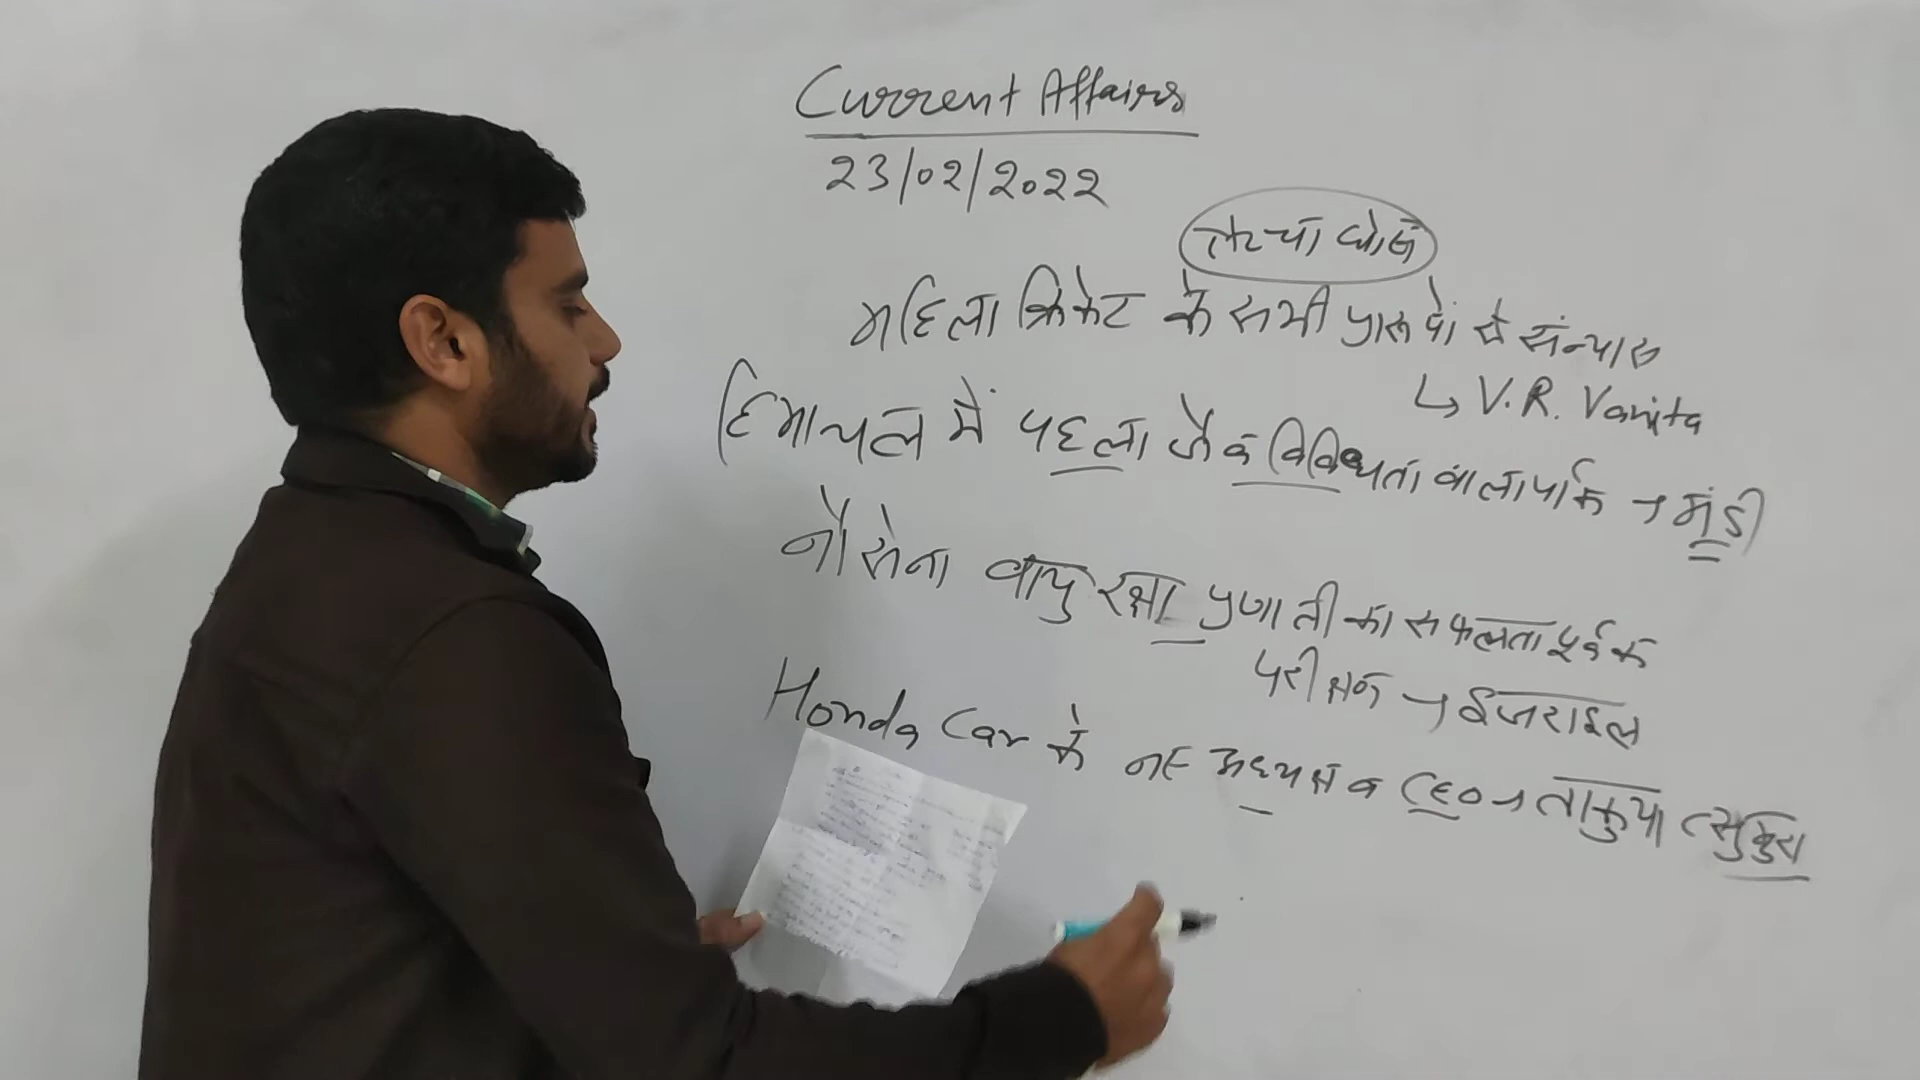 Current Affairs
23/02/2022
महिला क्रिकेट के सभी प्रारूपों से संन्यास
↳ V.R. Vanita
हिमाचल में पहला जैव विविधता वाला पार्क → मंडी
नौसेना वायु रक्षा प्रणाली का सफलता पूर्वक
परीक्षण → इजराइल
Honda Car के नए अध्यक्ष व CEO → ताकुया त्सुमुरा